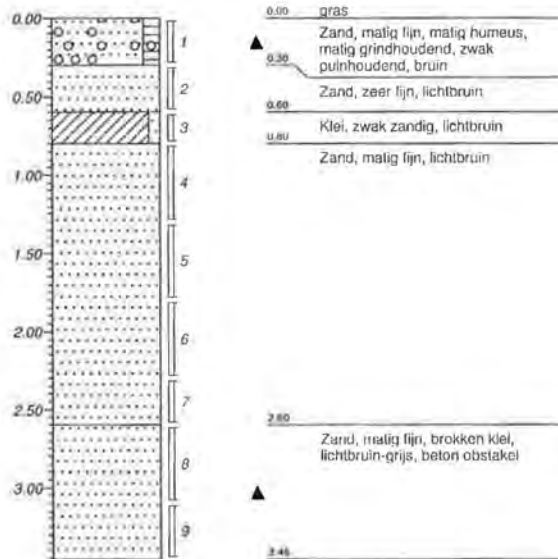 0.00
0.50
1.00
1.50
2.00
2.50
3.00
1
2
3
4
5
6
7
8
9
0.00 gras
Zand, matig fijn, matig humeus,
matig grindhoudend, zwak
puinhoudend, bruin
0.30
Zand, zeer fijn, lichtbruin
0.60
Klei, zwak zandig, lichtbruin
0.80
Zand, matig fijn, lichtbruin
2.60
Zand, matig fijn, brokken klei,
lichtbruin-grijs, beton obstakel
3.45